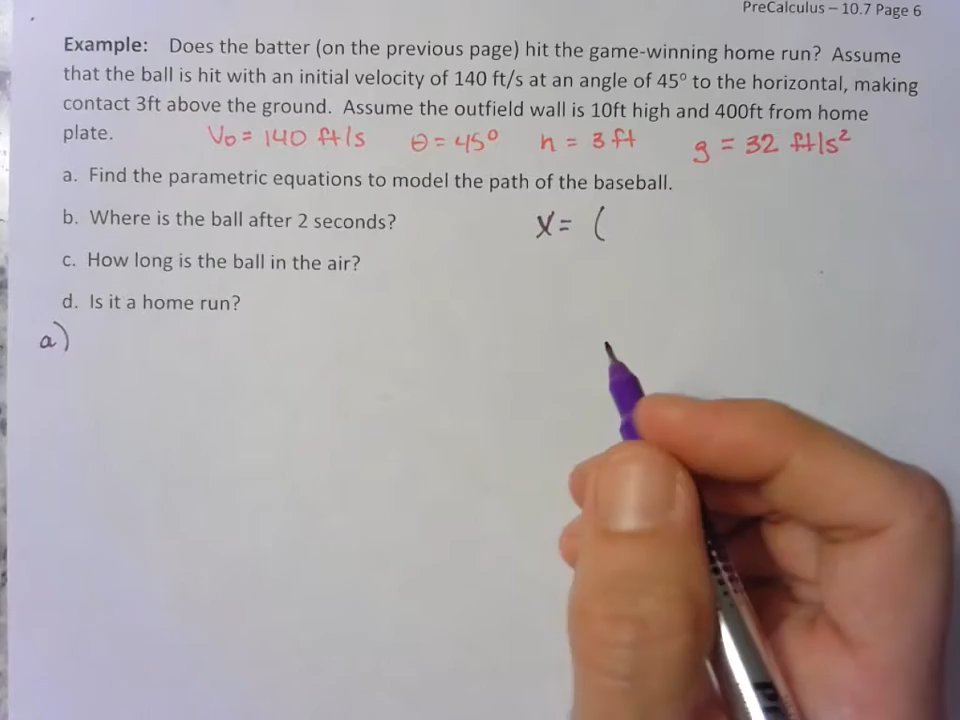 PreCalculus – 10.7 Page 6
Example: Does the batter (on the previous page) hit the game-winning home run? Assume
that the ball is hit with an initial velocity of 140 ft/s at an angle of 45° to the horizontal, making
contact 3ft above the ground. Assume the outfield wall is 10ft high and 400ft from home
plate. V₀ = 140 ft/s θ = 45° h = 3 ft g = 32 ft/s²
a. Find the parametric equations to model the path of the baseball.
b. Where is the ball after 2 seconds? x = (
c. How long is the ball in the air?
d. Is it a home run?
a)